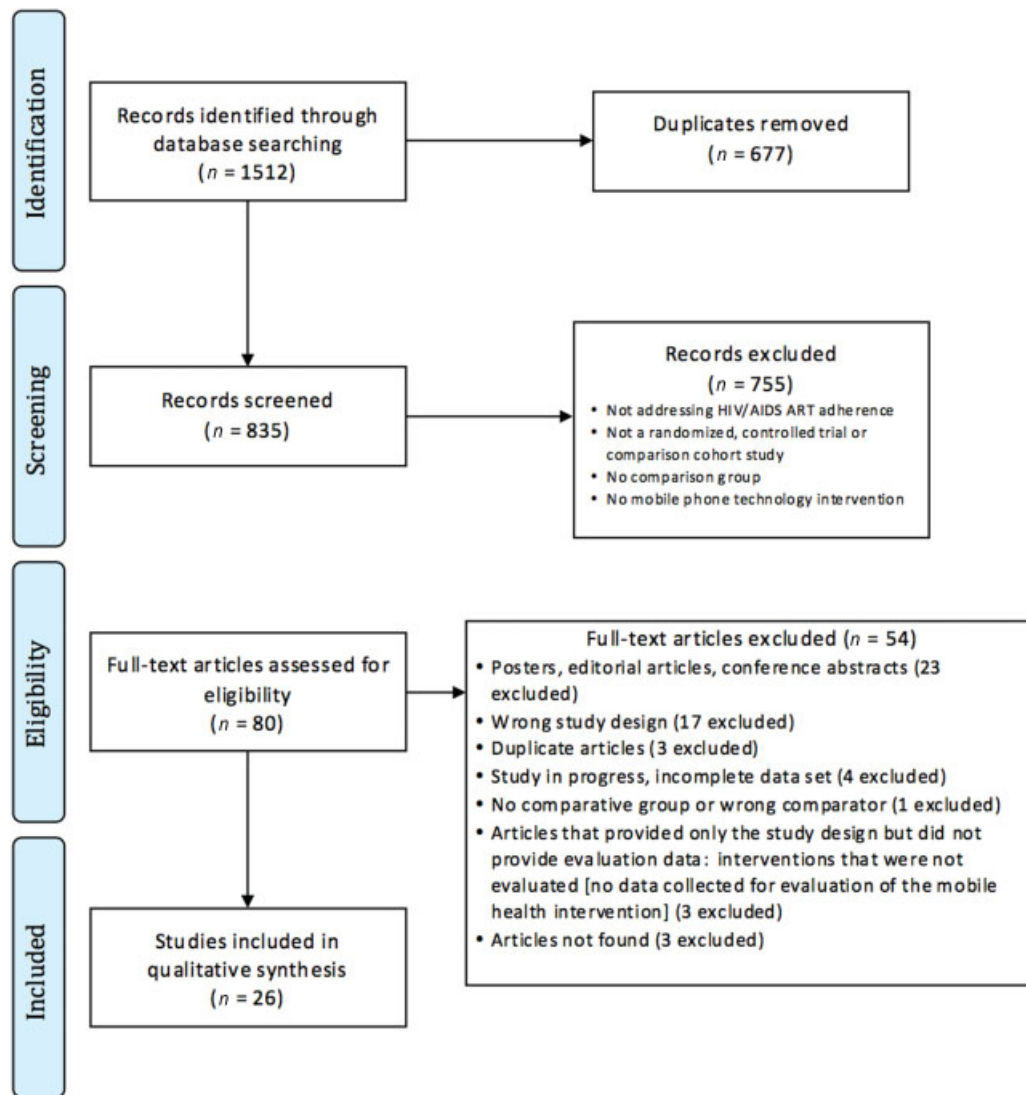 Identification
Records identified through
database searching
(n = 1512)
Duplicates removed
(n = 677)
Screening
Records screened
(n = 835)
Records excluded
(n = 755)
• Not addressing HIV/AIDS ART adherence
• Not a randomized, controlled trial or
comparison cohort study
• No comparison group
• No mobile phone technology intervention
Eligibility
Full-text articles assessed for
eligibility
(n = 80)
Full-text articles excluded (n = 54)
• Posters, editorial articles, conference abstracts (23
excluded)
• Wrong study design (17 excluded)
• Duplicate articles (3 excluded)
• Study in progress, incomplete data set (4 excluded)
• No comparative group or wrong comparator (1 excluded)
• Articles that provided only the study design but did not
provide evaluation data: interventions that were not
evaluated [no data collected for evaluation of the mobile
health intervention] (3 excluded)
• Articles not found (3 excluded)
Included
Studies included in
qualitative synthesis
(n = 26)